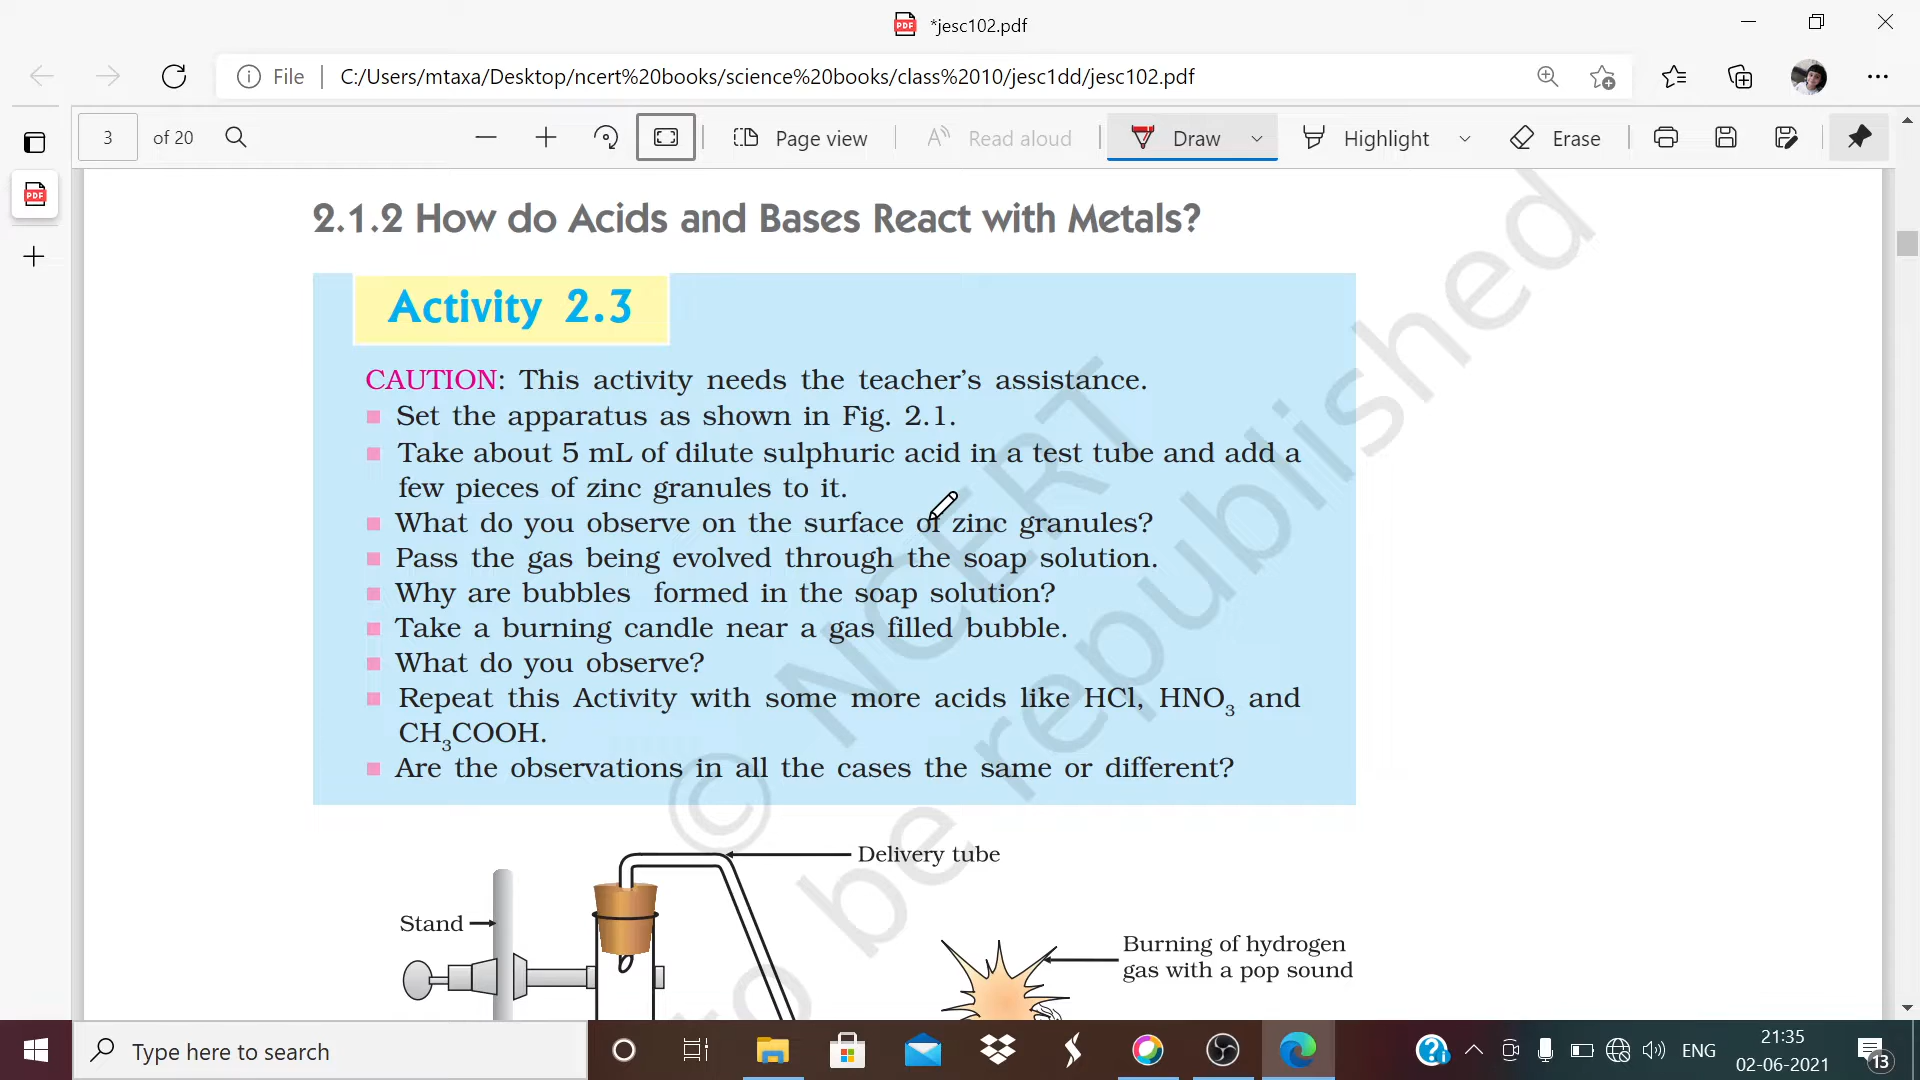 *jesc102.pdf
File
C:/Users/mtaxa/Desktop/ncert%20books/science%20books/class%2010/jesc1dd/jesc102.pdf
3 of 20
Page view
Read aloud
Draw
Highlight
Erase
2.1.2 How do Acids and Bases React with Metals?
Activity 2.3
CAUTION: This activity needs the teacher's assistance.
Set the apparatus as shown in Fig. 2.1.
Take about 5 mL of dilute sulphuric acid in a test tube and add a
few pieces of zinc granules to it.
What do you observe on the surface of zinc granules?
Pass the gas being evolved through the soap solution.
Why are bubbles formed in the soap solution?
Take a burning candle near a gas filled bubble.
What do you observe?
Repeat this Activity with some more acids like HCl, HNO3 and
CH3COOH.
Are the observations in all the cases the same or different?
Delivery tube
Stand
Burning of hydrogen
gas with a pop sound
© NCERT
to be republished
Type here to search
ENG
21:35
02-06-2021
13